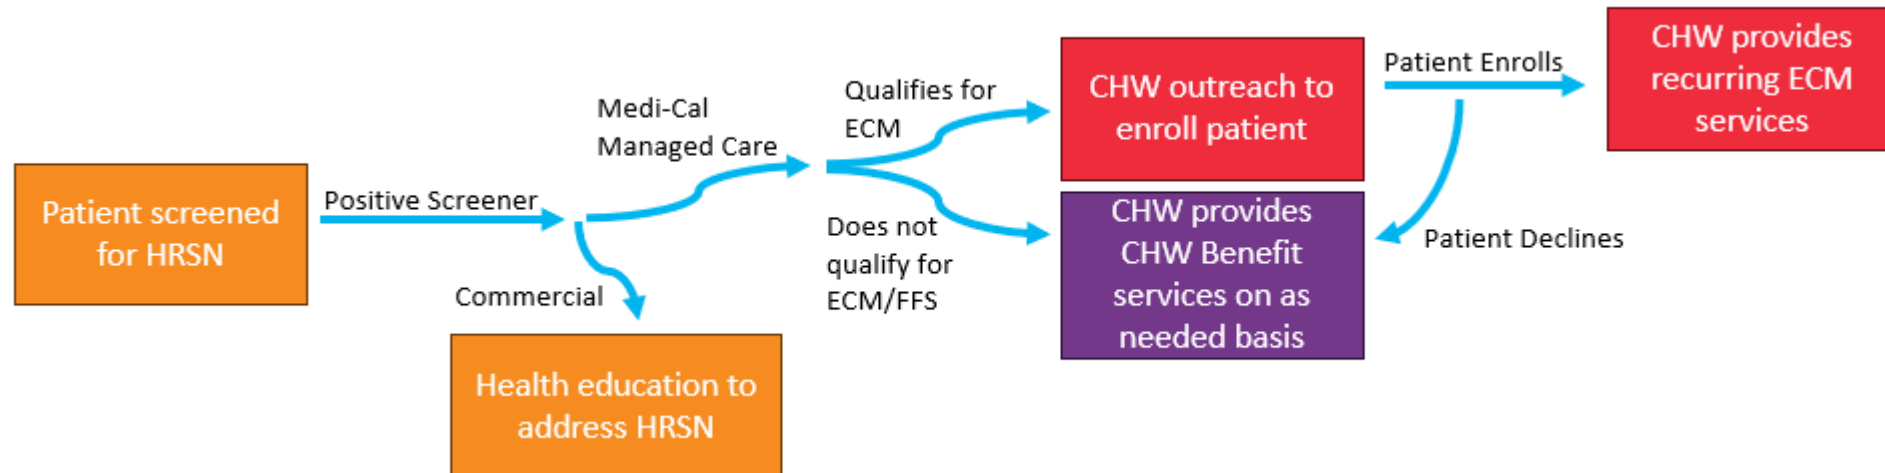 Patient screened
for HRSN
Positive Screener
Commercial
Health education to
address HRSN
Medi-Cal
Managed Care
Qualifies for
ECM
Does not
qualify for
ECM/FFS
CHW outreach to
enroll patient
CHW provides
CHW Benefit
services on as
needed basis
Patient Enrolls
Patient Declines
CHW provides
recurring ECM
services